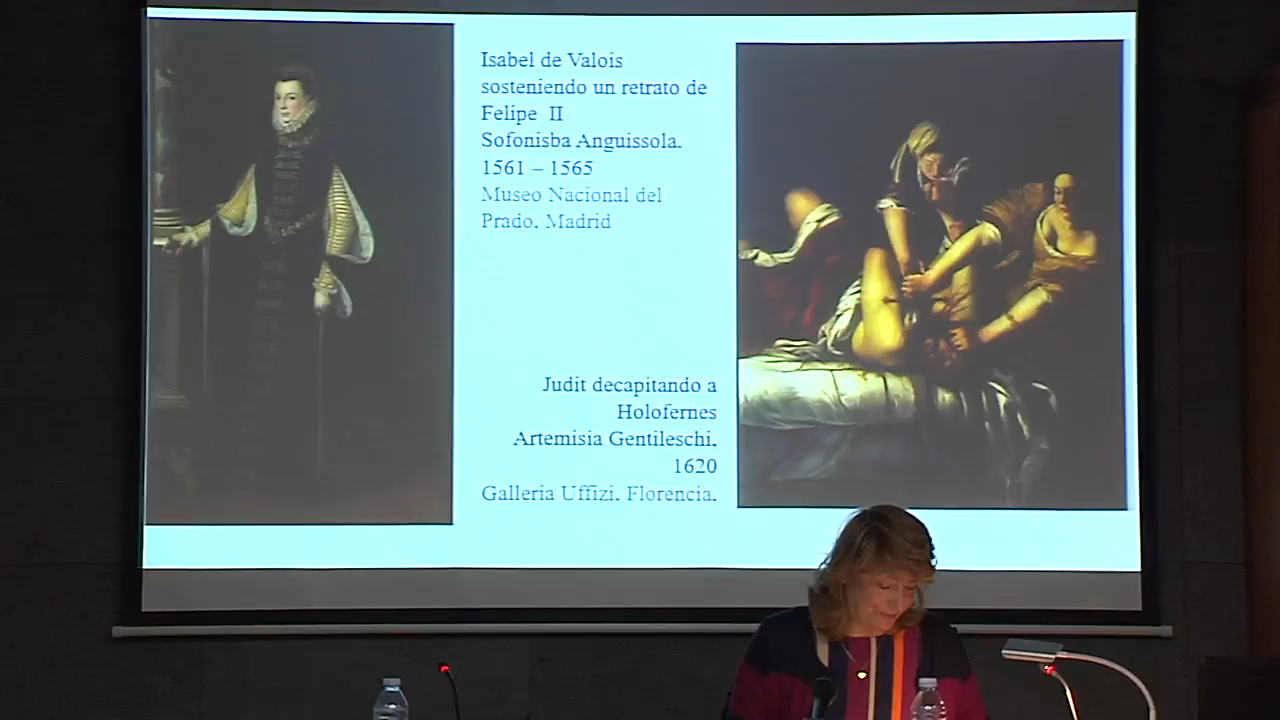 Isabel de Valois
sosteniendo un retrato de
Felipe II
Sofonisba Anguissola.
1561 – 1565
Museo Nacional del
Prado. Madrid
Judit decapitando a
Holofernes
Artemisia Gentileschi.
1620
Galleria Uffizi. Florencia.